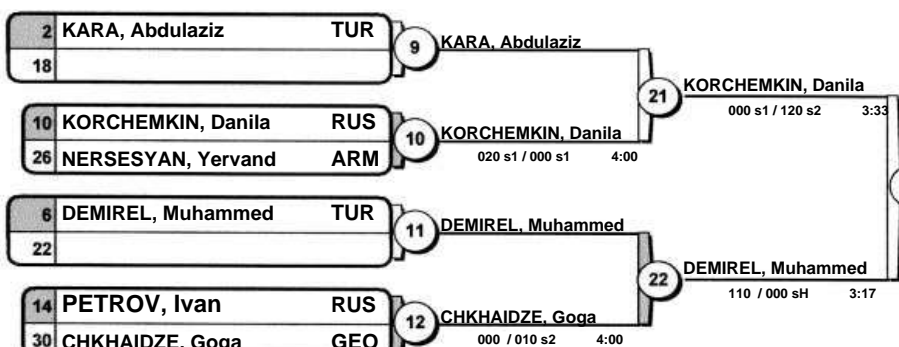 2 KARA, Abdulaziz TUR
18
9 KARA, Abdulaziz
10 KORCHEMKIN, Danila RUS
26 NERSESYAN, Yervand ARM
10 KORCHEMKIN, Danila
020 s1 / 000 s1 4:00
21 KORCHEMKIN, Danila
000 s1 / 120 s2 3:33
6 DEMIREL, Muhammed TUR
22
11 DEMIREL, Muhammed
14 PETROV, Ivan RUS
30 CHKHAIDZE, Goga GEO
12 CHKHAIDZE, Goga
000 / 010 s2 4:00
22 DEMIREL, Muhammed
110 / 000 sH 3:17